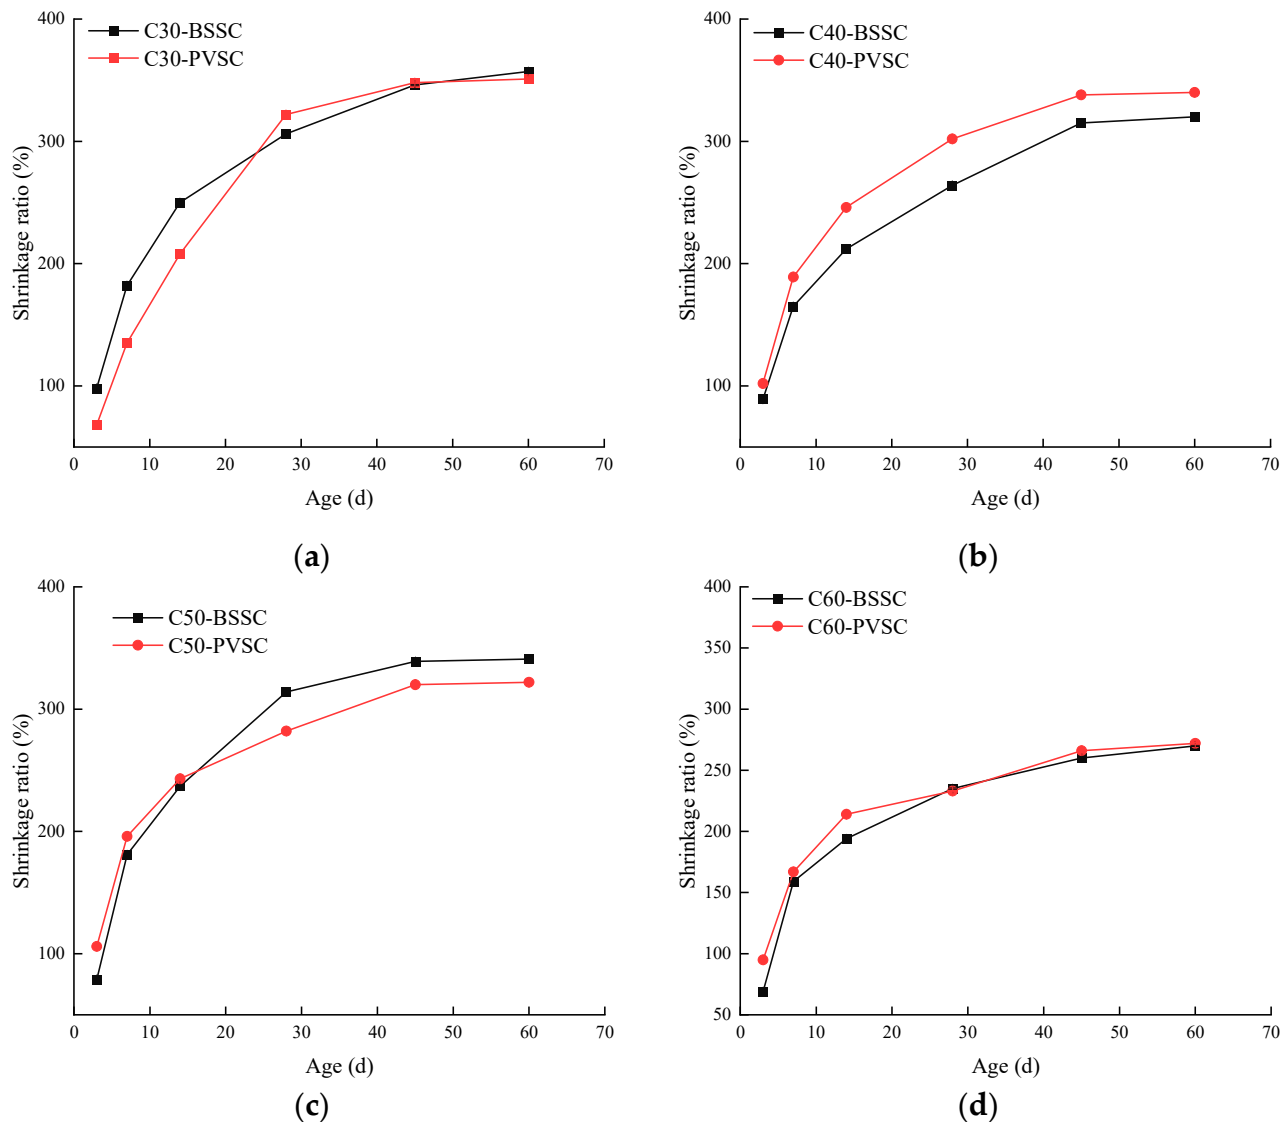 400
300
200
100
0 10 20 30 40 50 60 70
Shrinkage ratio (%)
Age (d)
C30-BSSC
C30-PVSC
(a)
400
300
200
100
0 10 20 30 40 50 60 70
Shrinkage ratio (%)
Age (d)
C40-BSSC
C40-PVSC
(b)
400
300
200
100
0 10 20 30 40 50 60 70
Shrinkage ratio (%)
Age (d)
C50-BSSC
C50-PVSC
(c)
400
350
300
250
200
150
100
50
0 10 20 30 40 50 60 70
Shrinkage ratio (%)
Age (d)
C60-BSSC
C60-PVSC
(d)